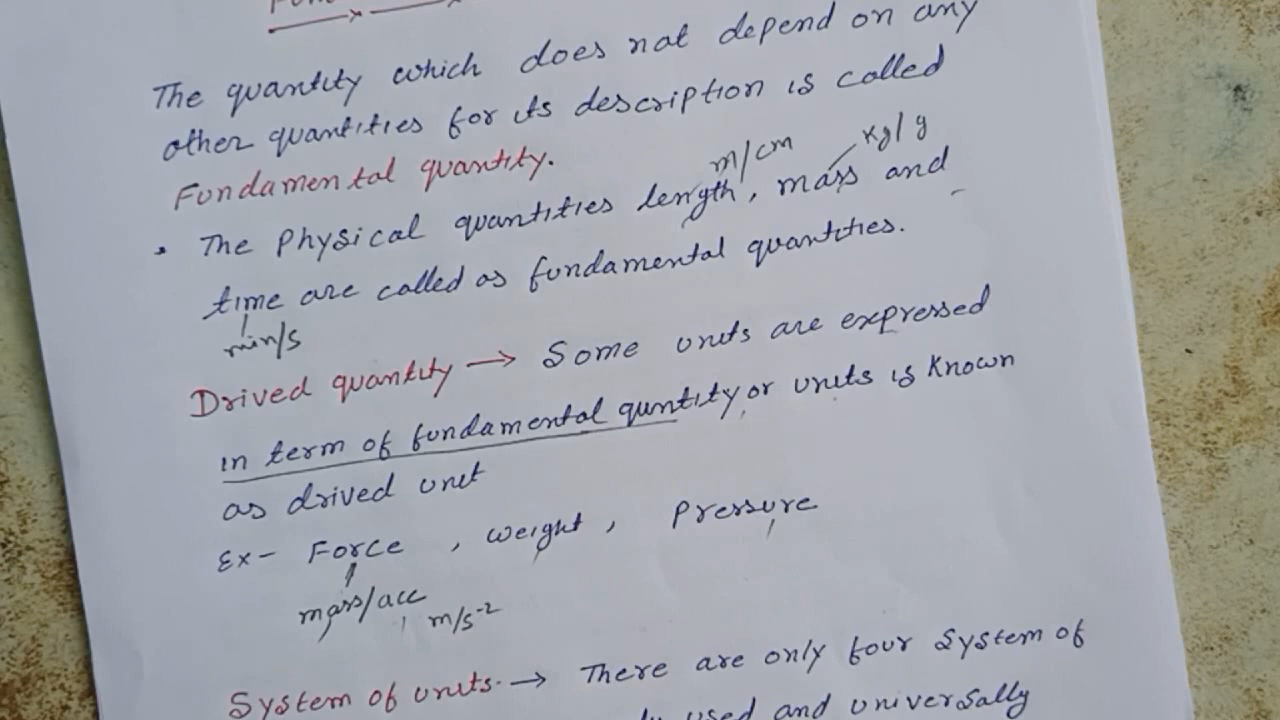 The quantity which does not depend on any
other quantities for its description is called
Fundamental quantity.
m/cm
kg/g
The Physical quantities length, mass and
time are called as fundamental quantities.
min/s
Drived quantity → Some units are expressed
in term of fundamental quntity or units is known
as drived unit
Ex- Force , weight , Pressure
mass/acc
m/s-2
System of units. → There are only four system of
used and universally